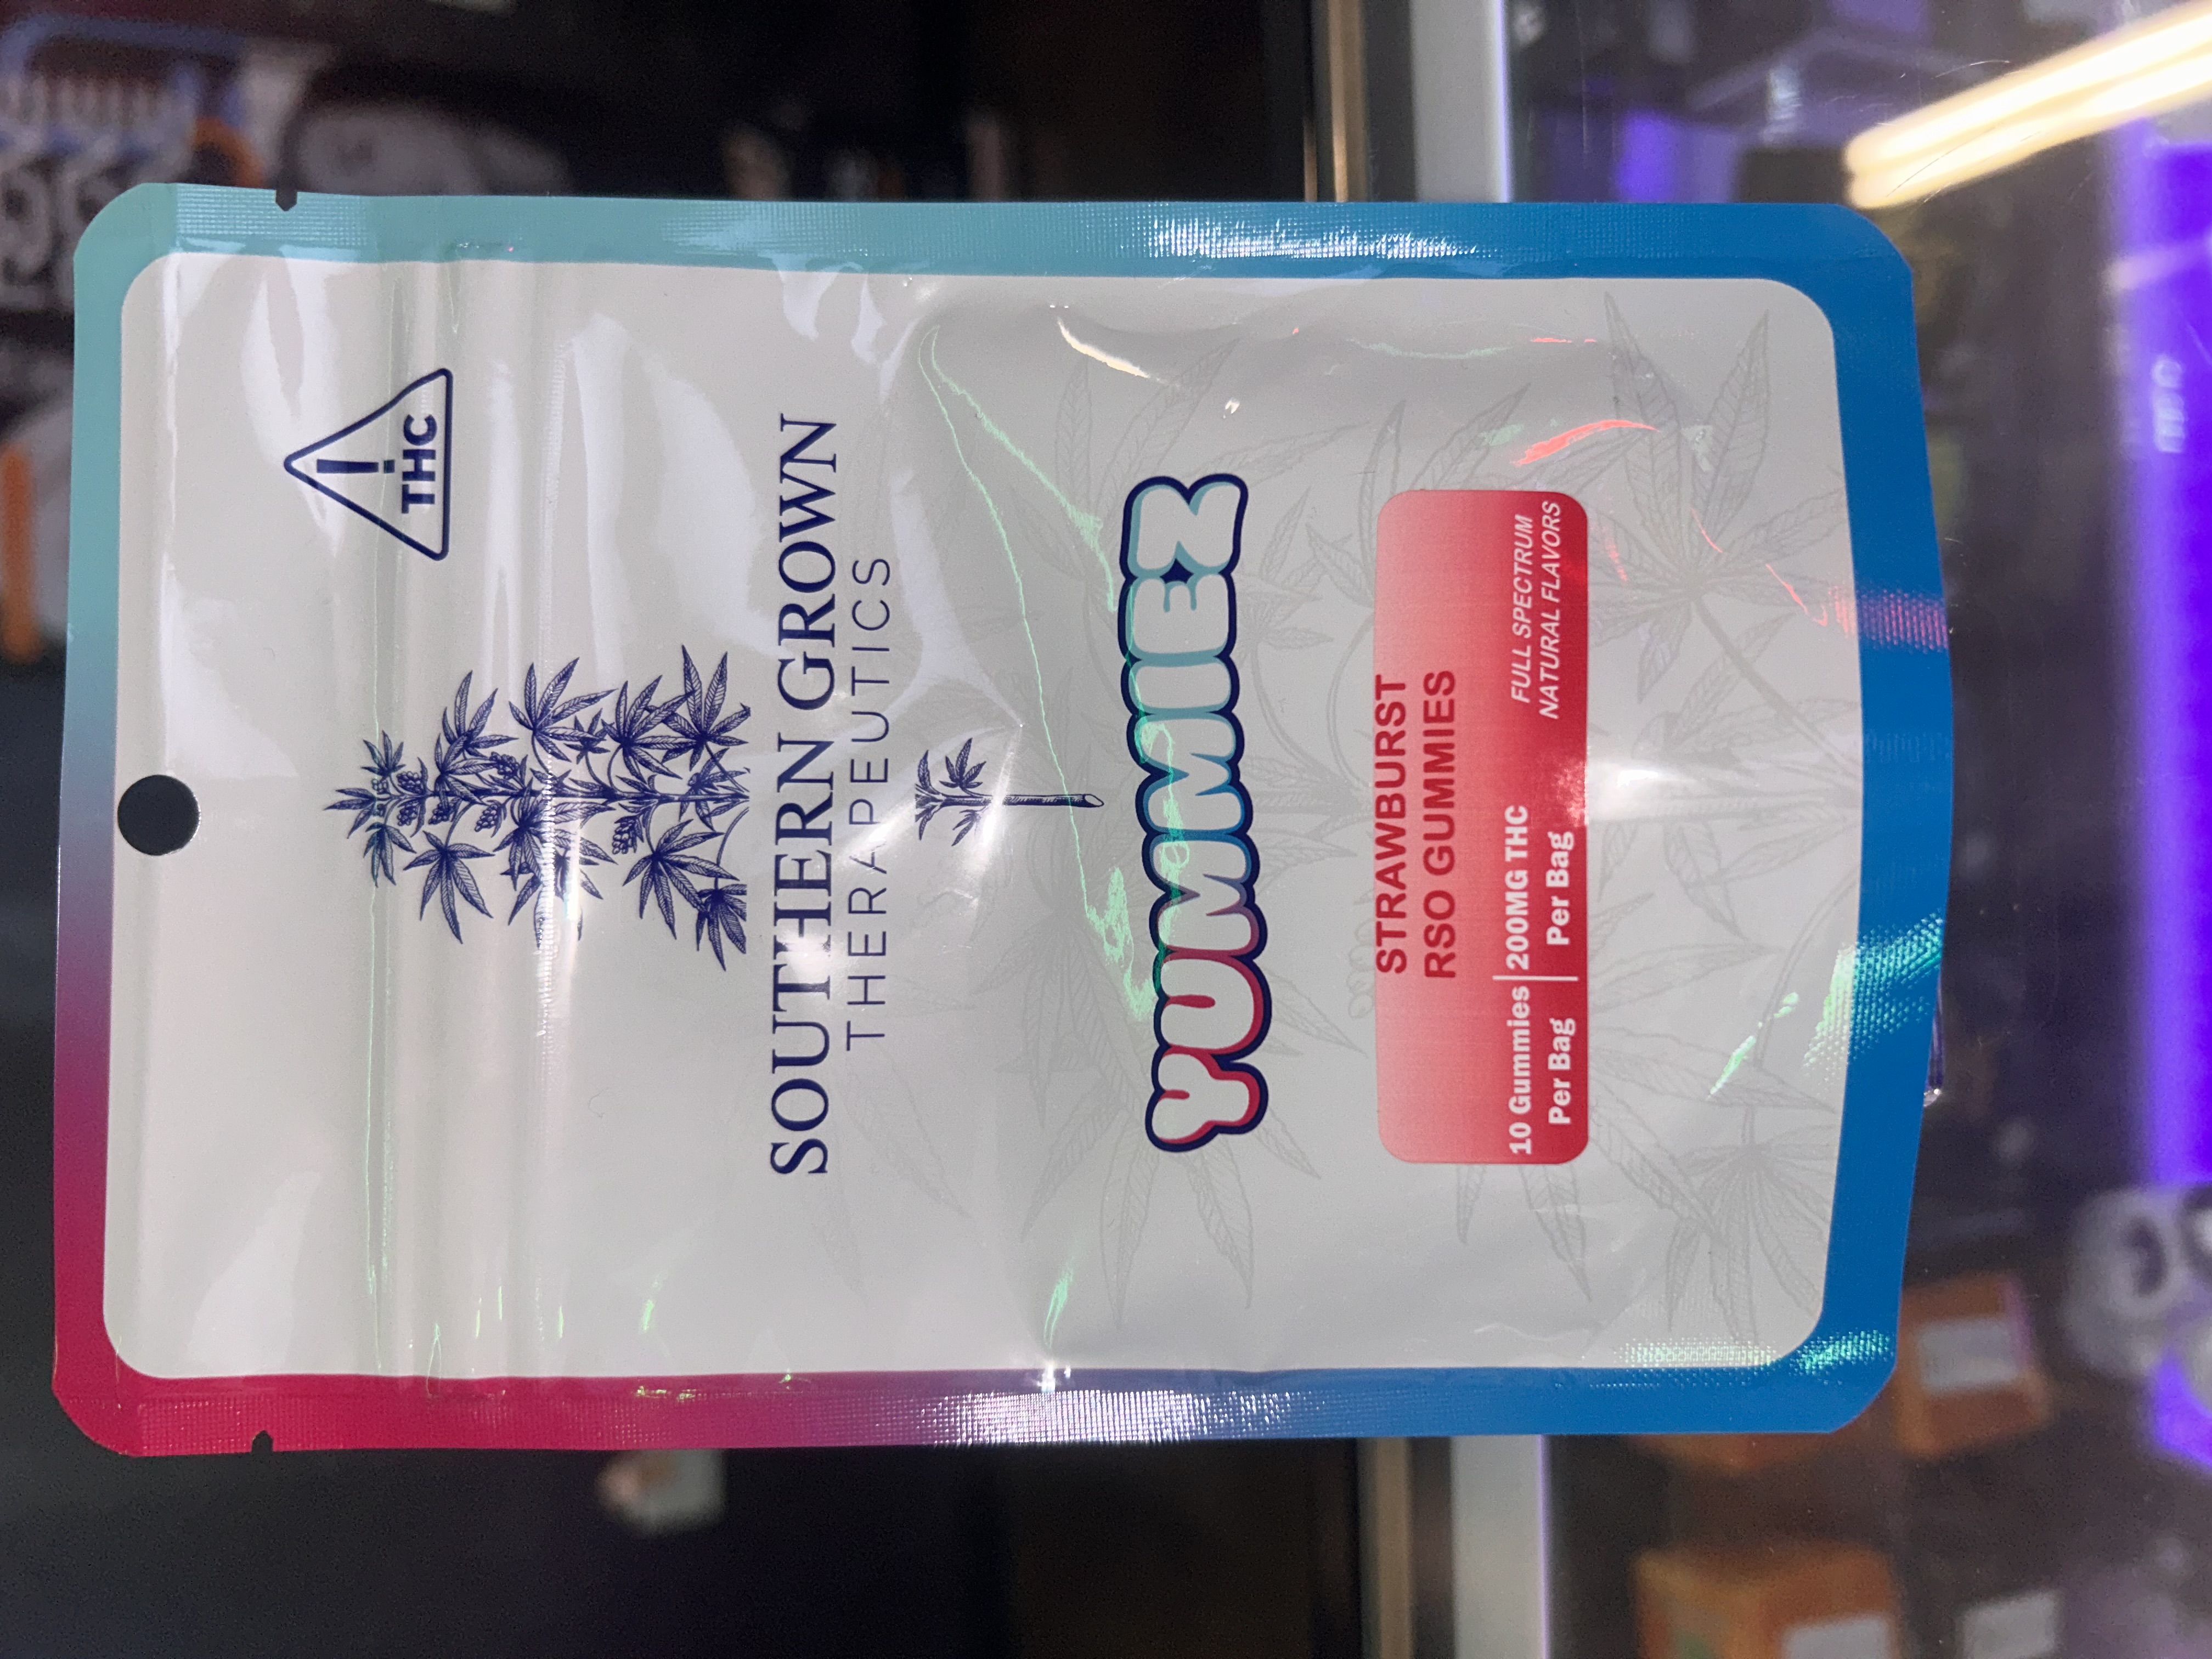 THC
SOUTHERN GROWN
THERAPEUTICS
YUMMIEZ
STRAWBURST
RSO GUMMIES
10 Gummies | 200MG THC
Per Bag | Per Bag
FULL SPECTRUM
NATURAL FLAVORS